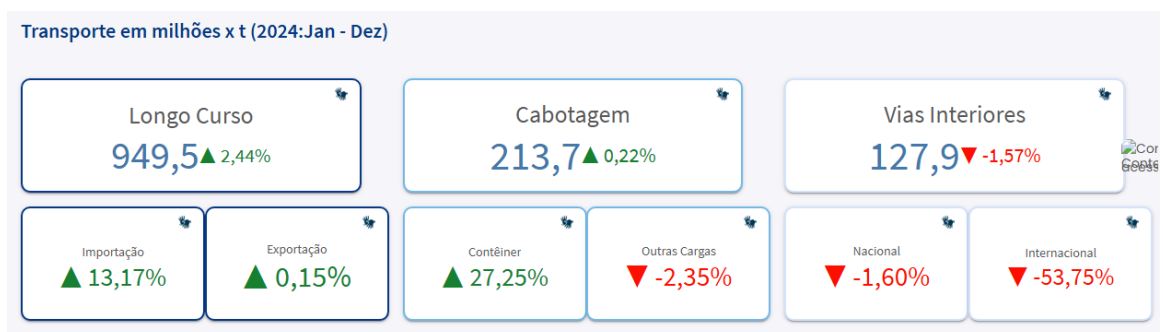 Transporte em milhões x t (2024:Jan - Dez)
Longo Curso
949,5▲ 2,44%
Cabotagem
213,7▲ 0,22%
Vias Interiores
127,9▼ -1,57%
Importação
▲ 13,17%
Exportação
▲ 0,15%
Contêiner
▲ 27,25%
Outras Cargas
▼ -2,35%
Nacional
▼ -1,60%
Internacional
▼ -53,75%